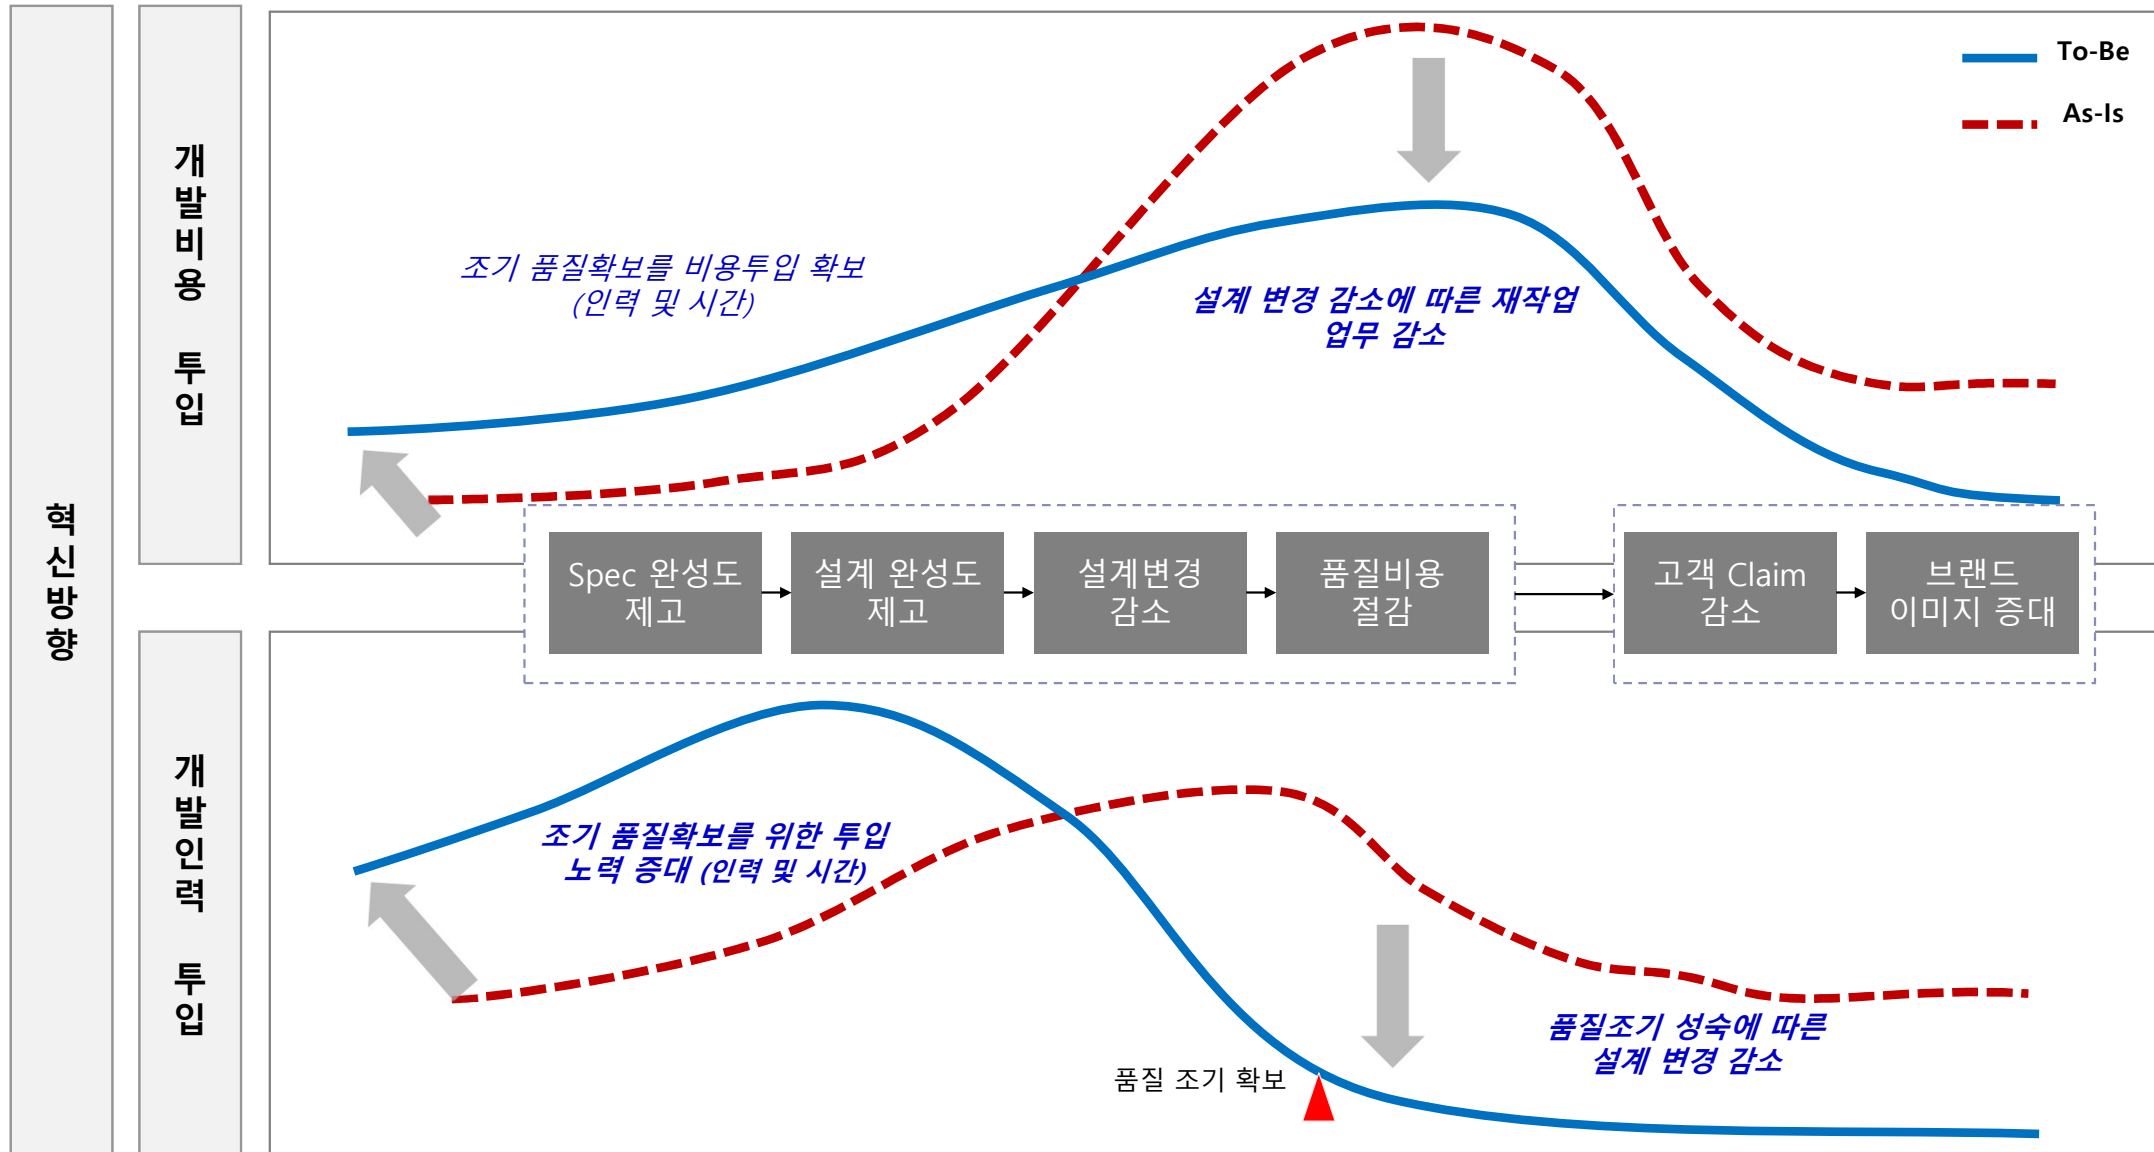 혁신방향
개발비용 투입
To-Be
As-Is
조기 품질확보를 비용투입 확보
(인력 및 시간)
설계 변경 감소에 따른 재작업
업무 감소
Spec 완성도
제고
설계 완성도
제고
설계변경
감소
품질비용
절감
고객 Claim
감소
브랜드
이미지 증대
개발인력 투입
조기 품질확보를 위한 투입
노력 증대 (인력 및 시간)
품질조기 성숙에 따른
설계 변경 감소
품질 조기 확보